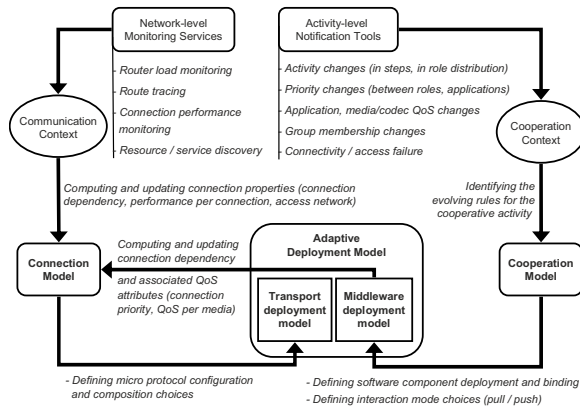 Network-level
Monitoring Services
Activity-level
Notification Tools
- Router load monitoring
- Route tracing
- Connection performance
monitoring
- Resource / service discovery
- Activity changes (in steps, in role distribution)
- Priority changes (between roles, applications)
- Application, media/codec QoS changes
- Group membership changes
- Connectivity / access failure
Communication
Context
Cooperation
Context
Computing and updating connection properties (connection
dependency, performance per connection, access network)
Identifying the
evolving rules for the
cooperative activity
Connection
Model
Computing and updating
connection dependency
and associated QoS
attributes (connection
priority, QoS per media)
Adaptive
Deployment Model
Transport
deployment
model
Middleware
deployment
model
Cooperation
Model
- Defining micro protocol configuration
and composition choices
- Defining software component deployment and binding
- Defining interaction mode choices (pull / push)